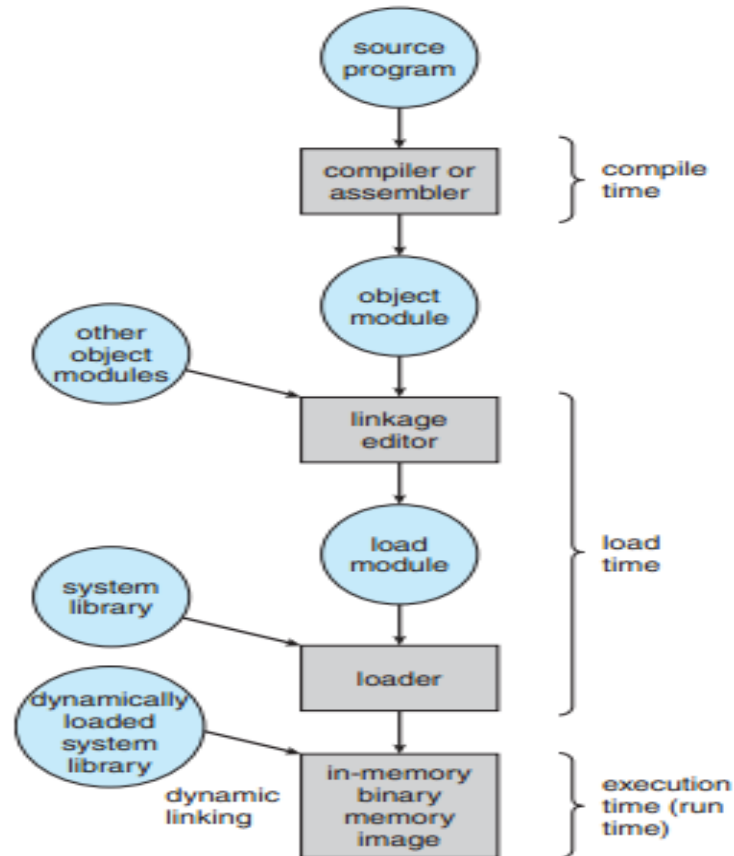 source
program
compiler or
assembler
compile
time
object
module
other
object
modules
linkage
editor
load
module
load
time
system
library
loader
dynamically
loaded
system
library
dynamic
linking
in-memory
binary
memory
image
execution
time (run
time)